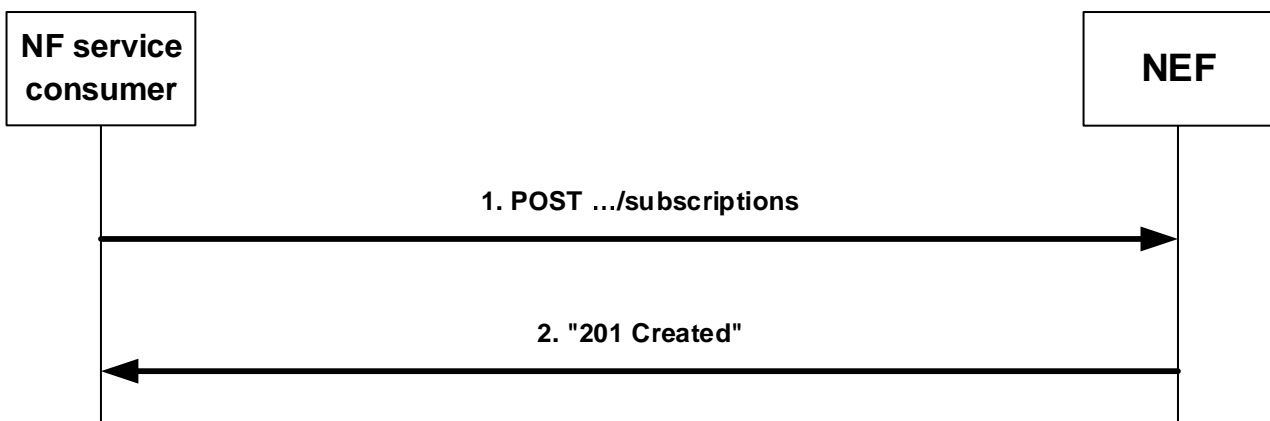 NF service
consumer
NEF
1. POST …/subscriptions
2. "201 Created"